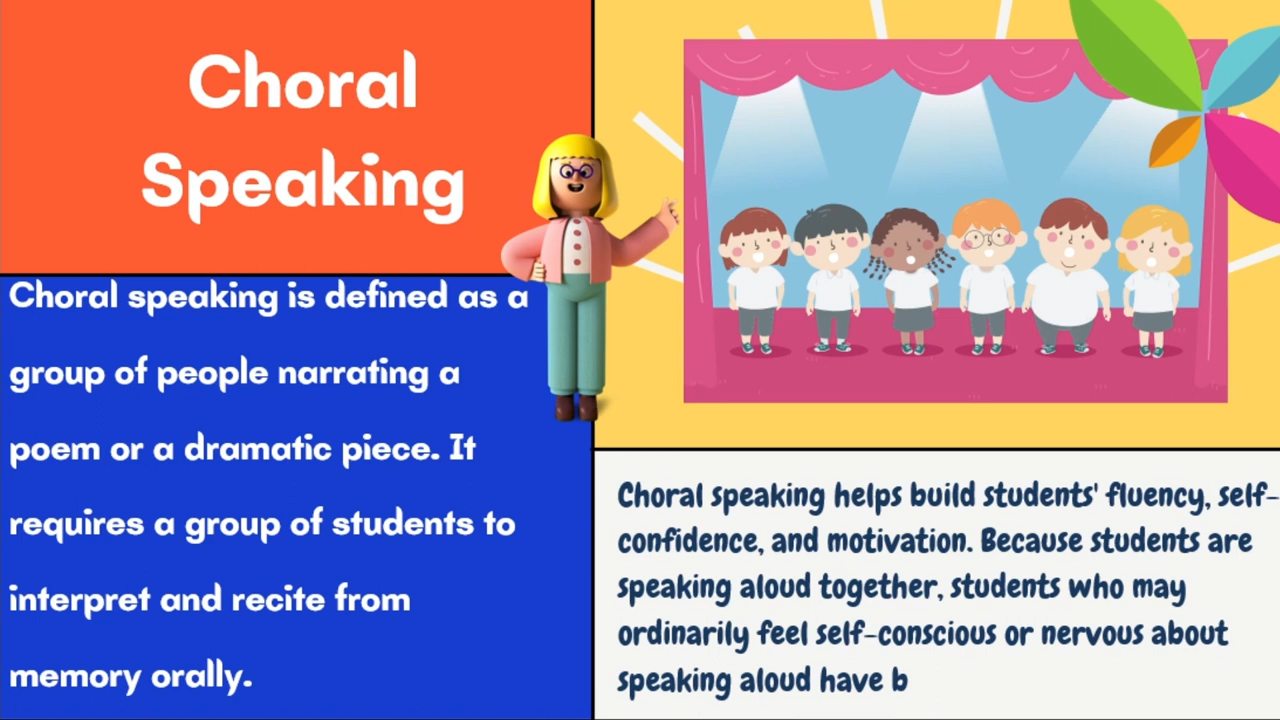 Choral
Speaking
Choral speaking is defined as a
group of people narrating a
poem or a dramatic piece. It
requires a group of students to
interpret and recite from
memory orally.
Choral speaking helps build students' fluency, self-
confidence, and motivation. Because students are
speaking aloud together, students who may
ordinarily feel self-conscious or nervous about
speaking aloud have b